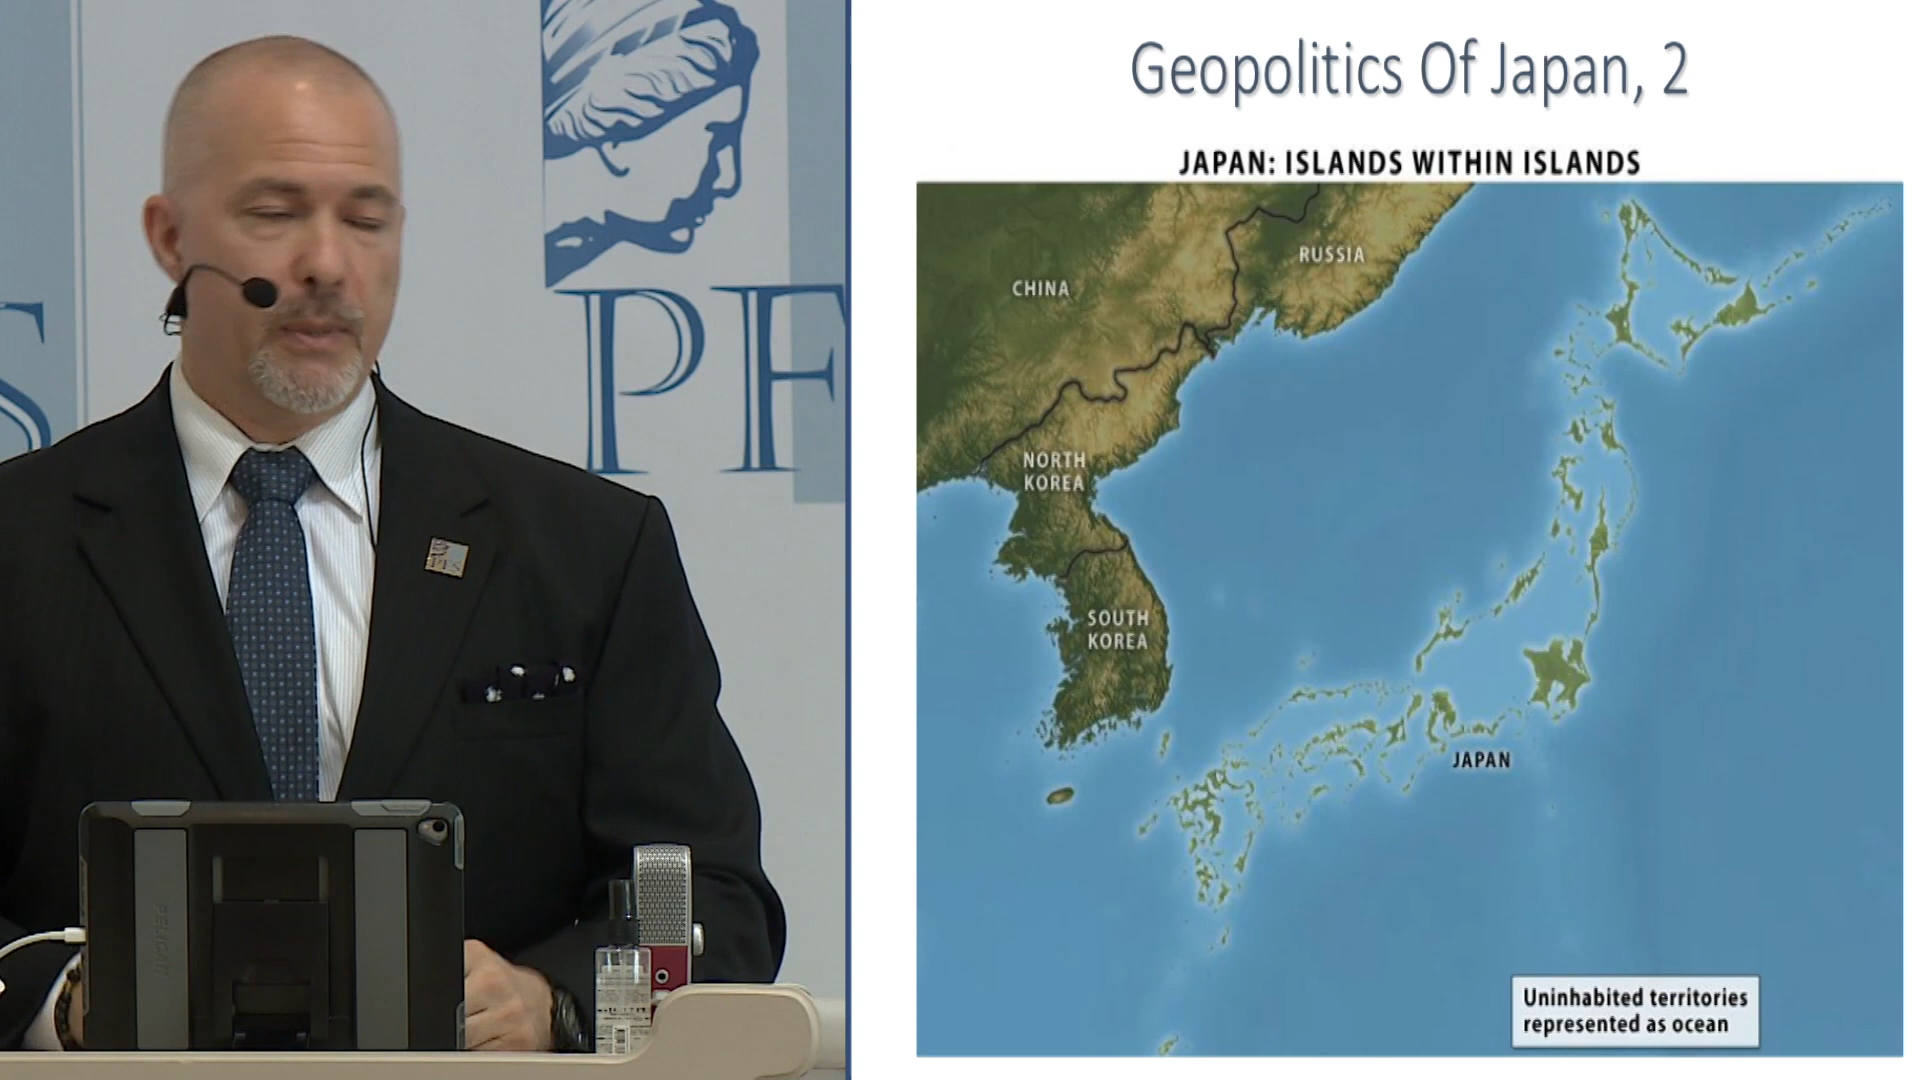 Geopolitics Of Japan, 2
JAPAN: ISLANDS WITHIN ISLANDS
RUSSIA
CHINA
NORTH
KOREA
SOUTH
KOREA
JAPAN
Uninhabited territories
represented as ocean
S
PF
PELICAN